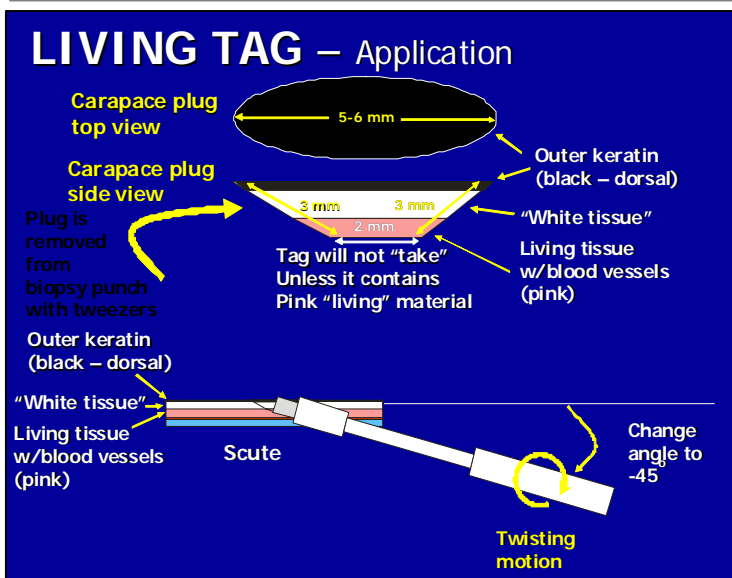 LIVING TAG – Application
Carapace plug
top view
5-6 mm
Outer keratin
(black – dorsal)
Carapace plug
side view
3 mm
3 mm
"White tissue"
2 mm
Plug is
removed
from
biopsy punch
with tweezers
Tag will not "take"
Unless it contains
Pink "living" material
Living tissue
w/blood vessels
(pink)
Outer keratin
(black – dorsal)
"White tissue"
Living tissue
w/blood vessels
(pink)
Scute
Change
angle to
-45°
Twisting
motion